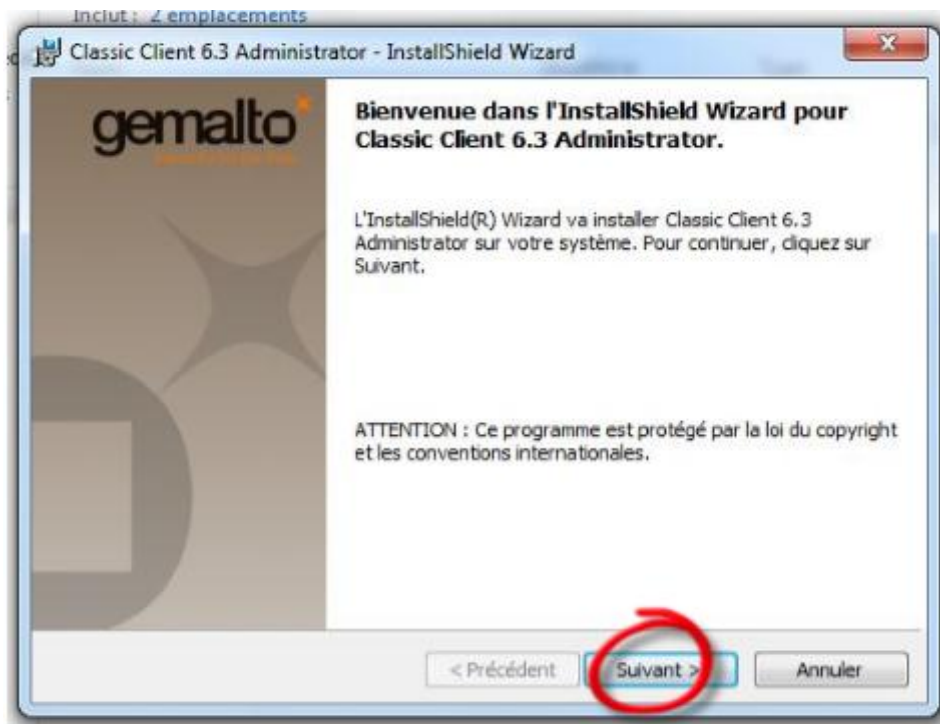 Inclut : 2 emplacements
Classic Client 6.3 Administrator - InstallShield Wizard
gemalto
Bienvenue dans l'InstallShield Wizard pour
Classic Client 6.3 Administrator.
L'InstallShield(R) Wizard va installer Classic Client 6.3
Administrator sur votre système. Pour continuer, cliquez sur
Suivant.
ATTENTION : Ce programme est protégé par la loi du copyright
et les conventions internationales.
< Précédent
Suivant >
Annuler